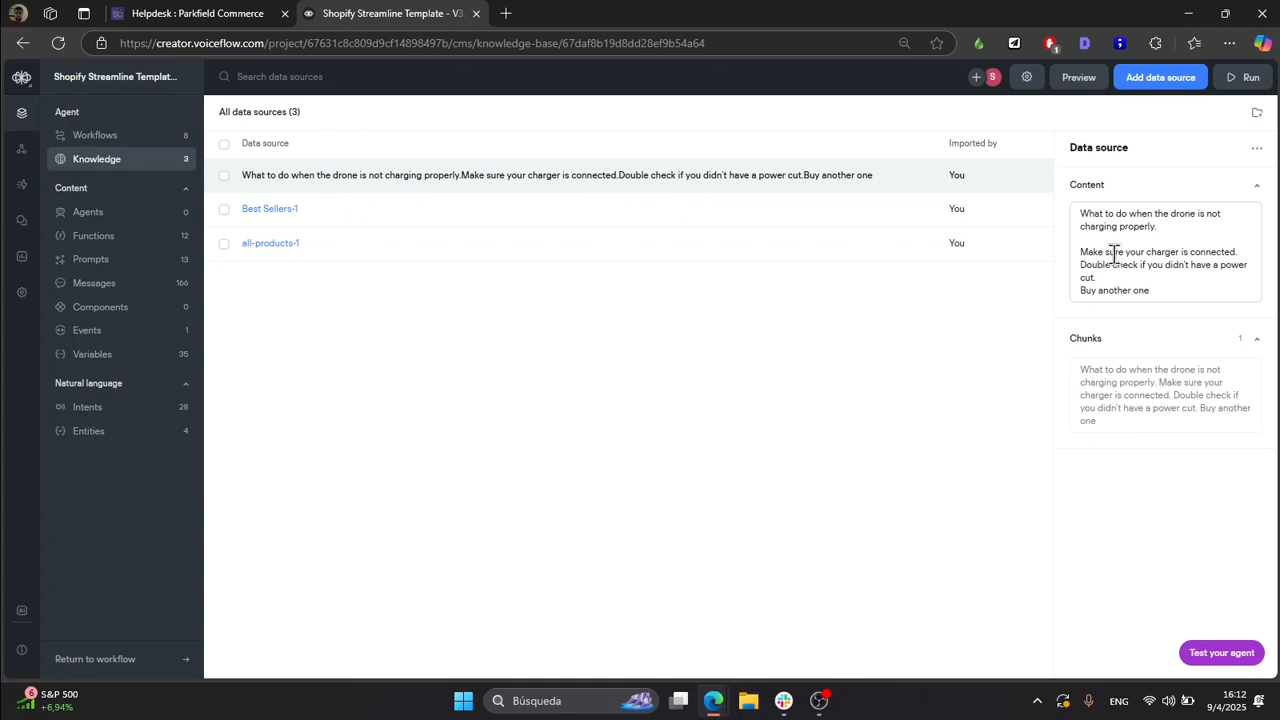 Helpdesk : Parkfield Commerce
Shopify Streamline Template - V3.
https://creator.voiceflow.com/project/67631c8e809d9cf14898497b/cms/knowledge-base/67daf8b19d8dd28ef9b54a64
1
Shopify Streamline Templat...
Search data sources
S
Preview
Add data source
Run
Agent
Workflows 8
Knowledge 3
Content
Agents 0
Functions 12
Prompts 13
Messages 166
Components 0
Events 1
Variables 35
Natural language
Intents 28
Entities 4
Return to workflow
All data sources (3)
Data source
Imported by
What to do when the drone is not charging properly.Make sure your charger is connected.Double check if you didn't have a power cut.Buy another one
You
Best Sellers-1
You
all-products-1
You
Data source
Content
What to do when the drone is not
charging properly.
Make sure your charger is connected.
Double check if you didn't have a power
cut.
Buy another one
Chunks
1
What to do when the drone is not
charging properly. Make sure your
charger is connected. Double check if
you didn't have a power cut. Buy another
one
Test your agent
6
S&P 500
+6,94%
Búsqueda
ENG
16:12
9/4/2025